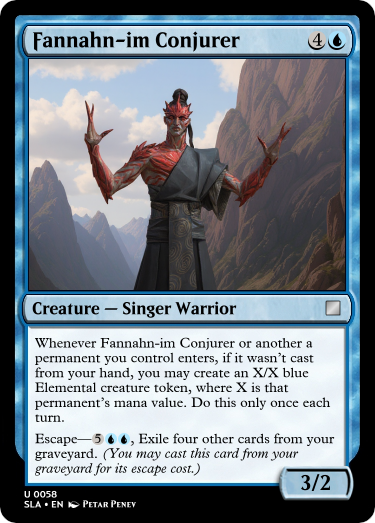 Fannahn-im Conjurer 4
Creature — Singer Warrior
Whenever Fannahn-im Conjurer or another a
permanent you control enters, if it wasn't cast
from your hand, you may create an X/X blue
Elemental creature token, where X is that
permanent's mana value. Do this only once each
turn.
Escape—5, Exile four other cards from your
graveyard. (You may cast this card from your
graveyard for its escape cost.)
3/2
U 0058
SLA • EN Petar Penev